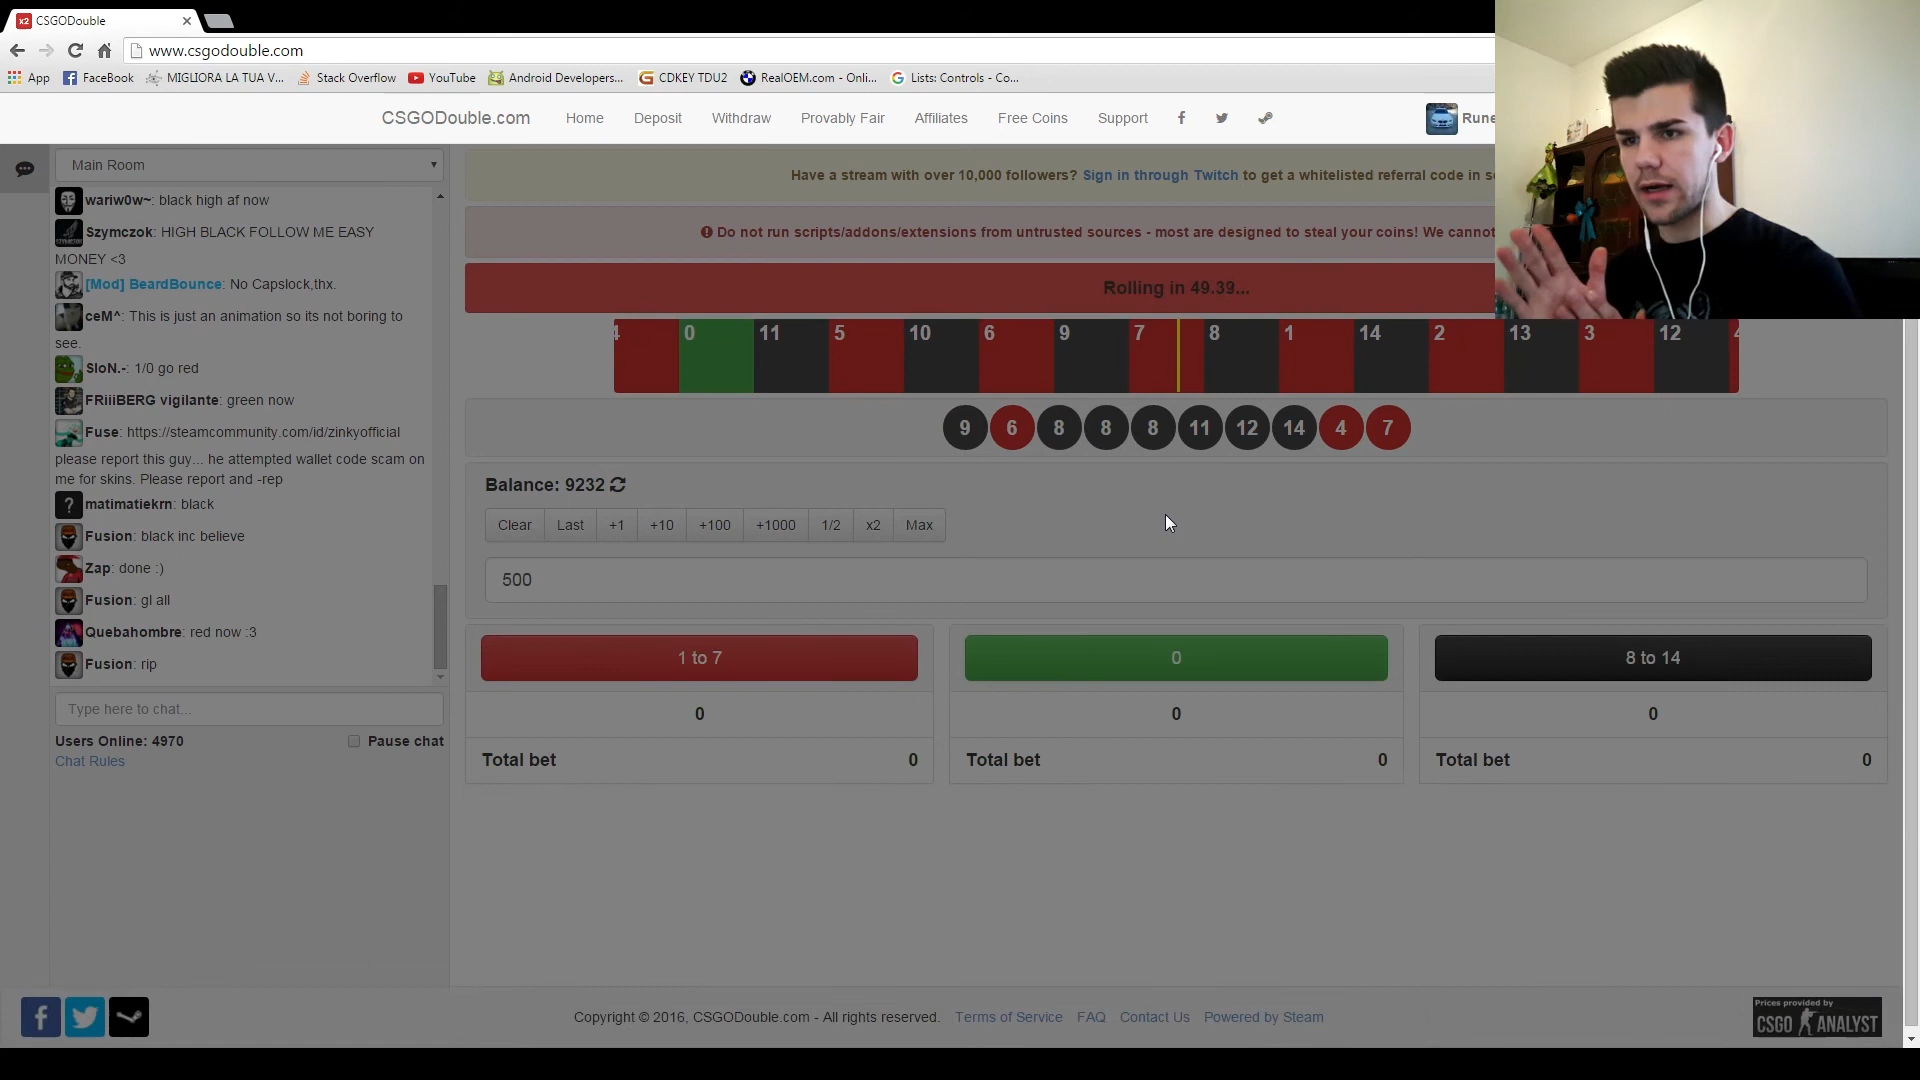 CSGODouble
www.csgodouble.com
App FaceBook MIGLIORA LA TUA V... Stack Overflow YouTube Android Developers... CDKEY TDU2 RealOEM.com - Onli... Lists: Controls - Co...
CSGODouble.com Home Deposit Withdraw Provably Fair Affiliates Free Coins Support Rune
Main Room
Have a stream with over 10,000 followers? Sign in through Twitch to get a whitelisted referral code in s
wariw0w~: black high af now
Szymczok: HIGH BLACK FOLLOW ME EASY
MONEY <3
Do not run scripts/addons/extensions from untrusted sources - most are designed to steal your coins! We cannot
[Mod] BeardBounce: No Capslock,thx.
Rolling in 49.39...
ceM^: This is just an animation so its not boring to
see.
4 0 11 5 10 6 9 7 8 1 14 2 13 3 12 4
SloN.-: 1/0 go red
FRiiiBERG vigilante: green now
Fuse: https://steamcommunity.com/id/zinkyofficial
please report this guy... he attempted wallet code scam on
me for skins. Please report and -rep
9 6 8 8 8 11 12 14 4 7
matimatiekrn: black
Fusion: black inc believe
Zap: done :)
Fusion: gl all
Quebahombre: red now :3
Fusion: rip
Balance: 9232
Clear Last +1 +10 +100 +1000 1/2 x2 Max
500
1 to 7 0 8 to 14
0 0 0
Total bet 0 Total bet 0 Total bet 0
Type here to chat...
Users Online: 4970 Pause chat
Chat Rules
Copyright © 2016, CSGODouble.com - All rights reserved. Terms of Service FAQ Contact Us Powered by Steam
Prices provided by
CSGO ANALYST